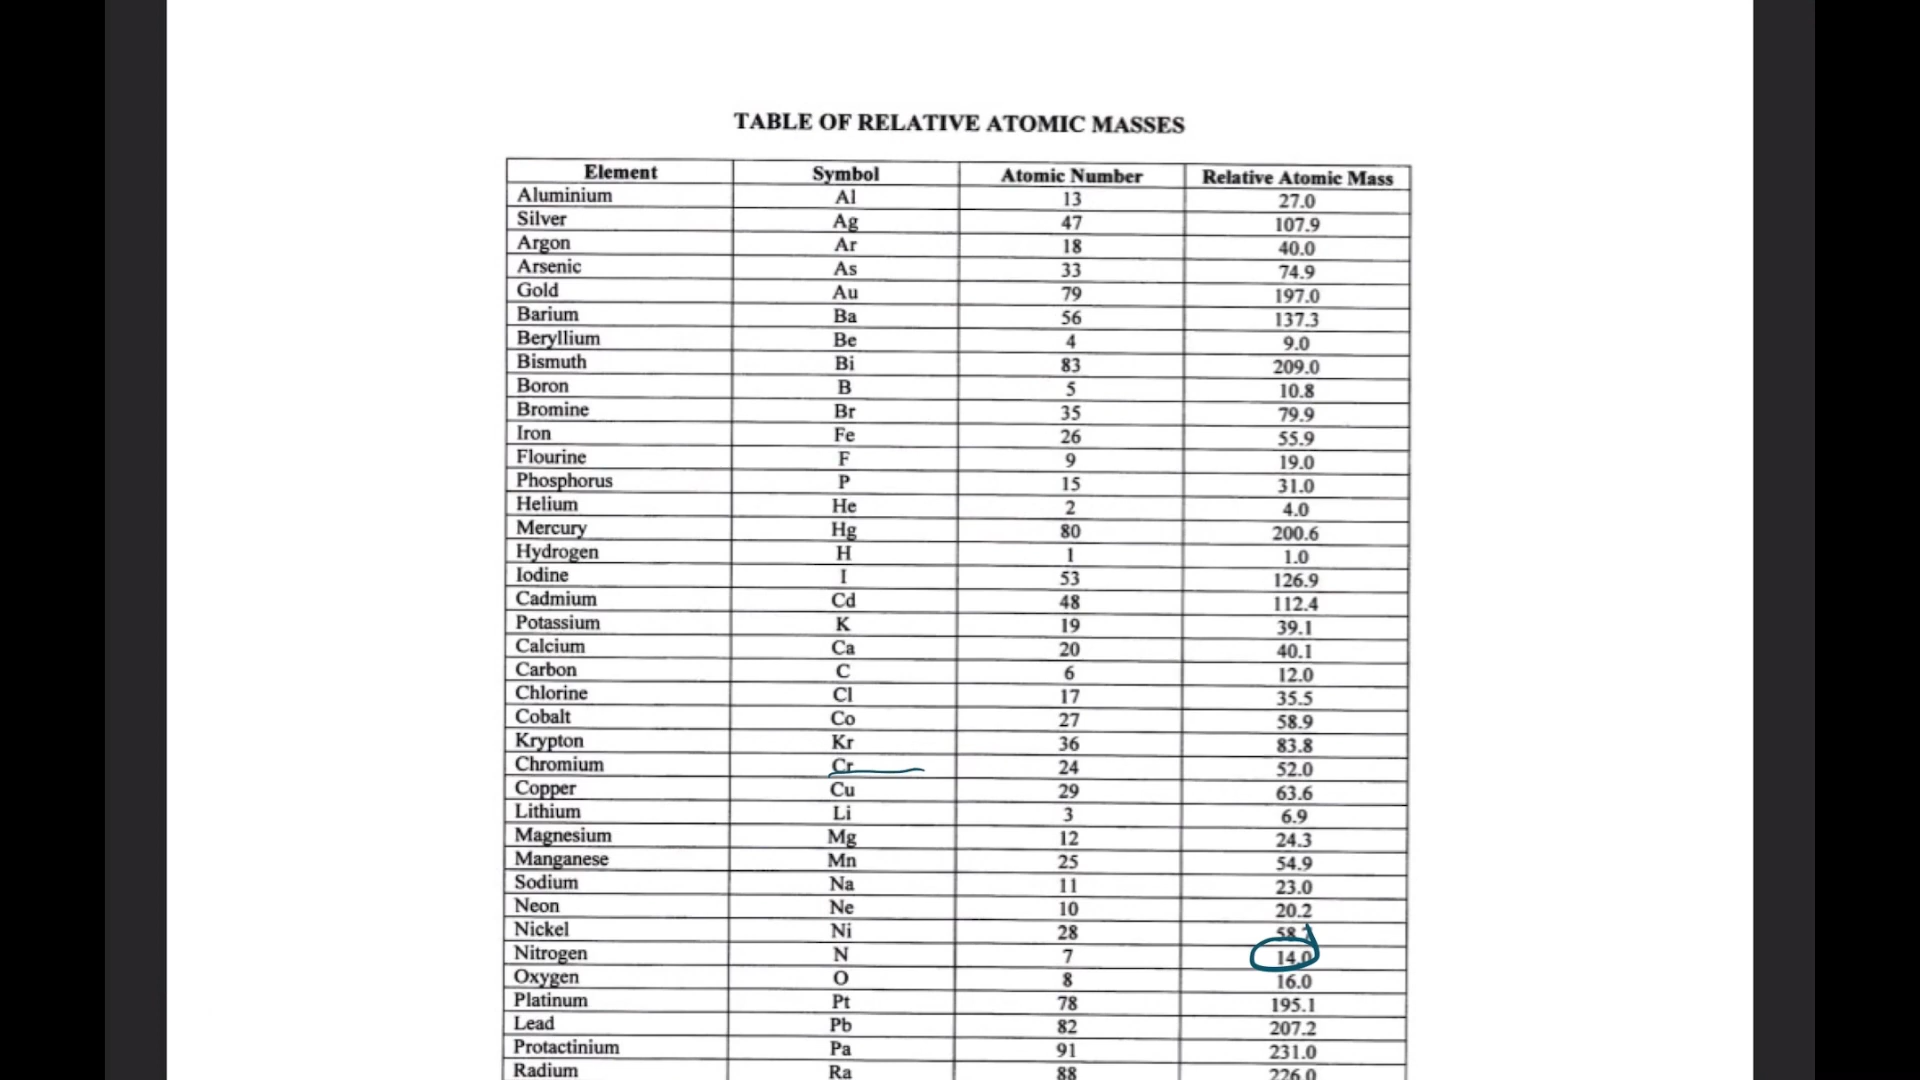 TABLE OF RELATIVE ATOMIC MASSES
Element Symbol Atomic Number Relative Atomic Mass
Aluminium Al 13 27.0
Silver Ag 47 107.9
Argon Ar 18 40.0
Arsenic As 33 74.9
Gold Au 79 197.0
Barium Ba 56 137.3
Beryllium Be 4 9.0
Bismuth Bi 83 209.0
Boron B 5 10.8
Bromine Br 35 79.9
Iron Fe 26 55.9
Flourine F 9 19.0
Phosphorus P 15 31.0
Helium He 2 4.0
Mercury Hg 80 200.6
Hydrogen H 1 1.0
Iodine I 53 126.9
Cadmium Cd 48 112.4
Potassium K 19 39.1
Calcium Ca 20 40.1
Carbon C 6 12.0
Chlorine Cl 17 35.5
Cobalt Co 27 58.9
Krypton Kr 36 83.8
Chromium Cr 24 52.0
Copper Cu 29 63.6
Lithium Li 3 6.9
Magnesium Mg 12 24.3
Manganese Mn 25 54.9
Sodium Na 11 23.0
Neon Ne 10 20.2
Nickel Ni 28 58.7
Nitrogen N 7 14.0
Oxygen O 8 16.0
Platinum Pt 78 195.1
Lead Pb 82 207.2
Protactinium Pa 91 231.0
Radium Ra 88 226.0